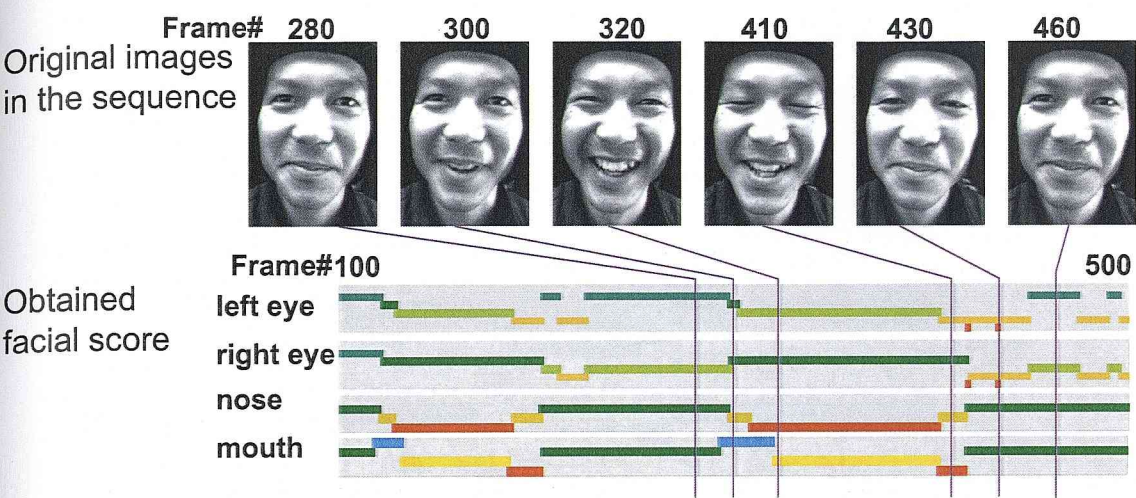 Frame# 280 300 320 410 430 460
Original images
in the sequence
Frame#100 500
Obtained
facial score
left eye
right eye
nose
mouth